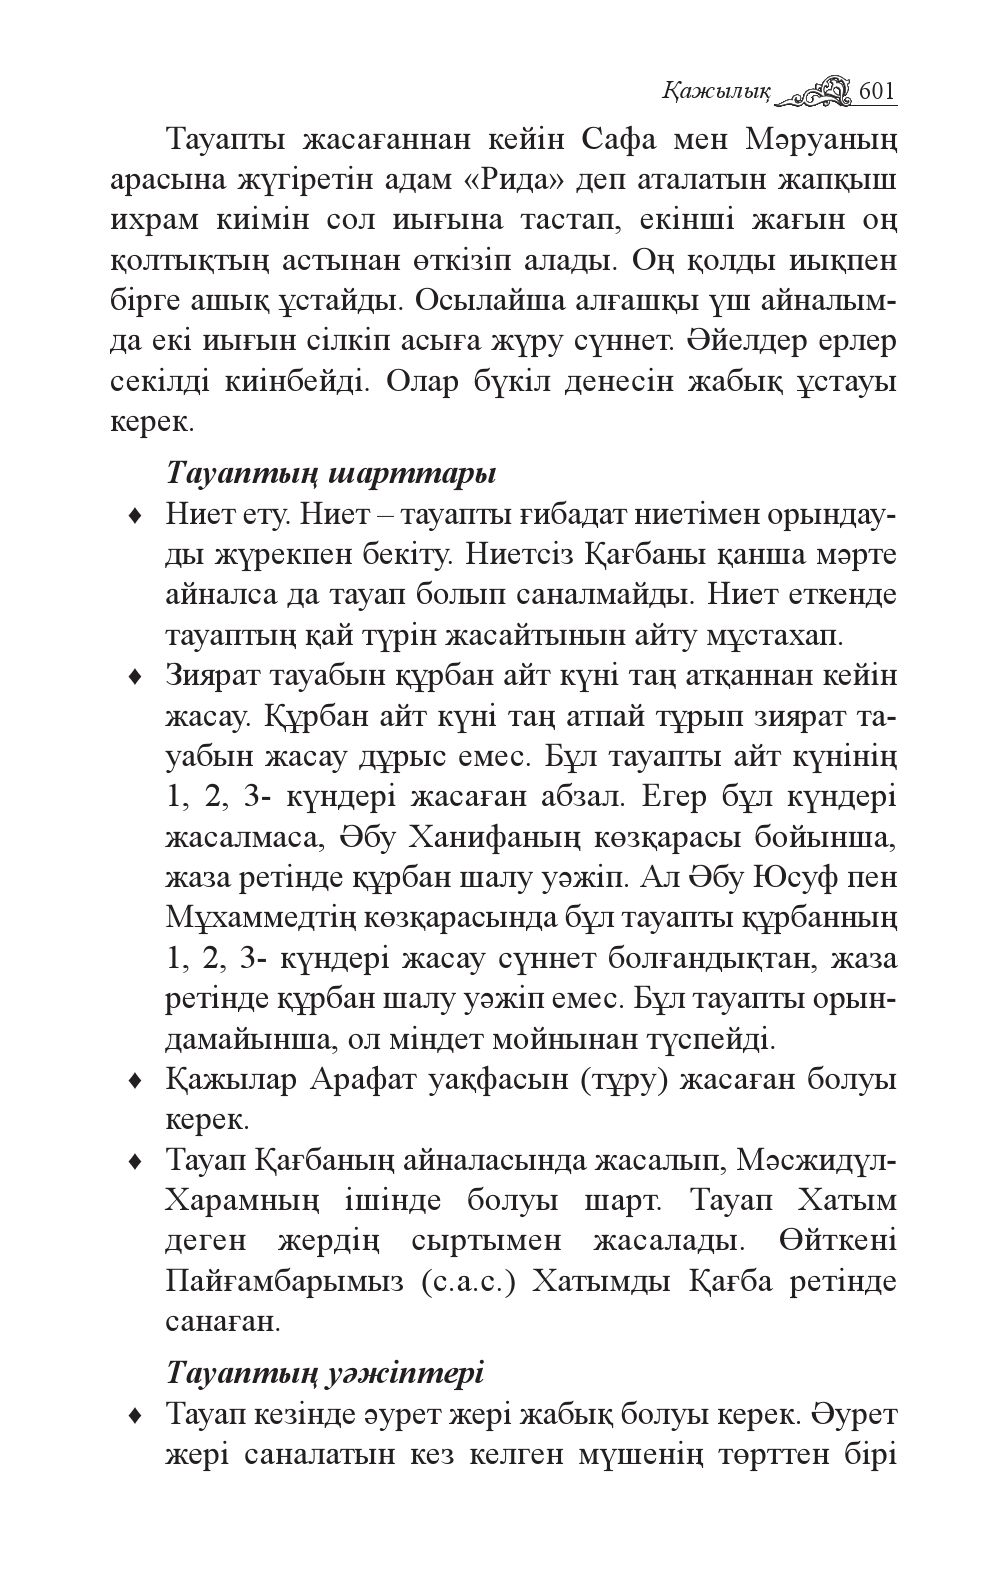 Қажылық 601
Тауапты жасағаннан кейін Сафа мен Мәруаның
арасына жүгіретін адам «Рида» деп аталатын жапқыш
ихрам киімін сол иығына тастап, екінші жағын оң
қолтықтың астынан өткізіп алады. Оң қолды иықпен
бірге ашық ұстайды. Осылайша алғашқы үш айналым-
да екі иығын сілкіп асыға жүру сүннет. Әйелдер ерлер
секілді киінбейді. Олар бүкіл денесін жабық ұстауы
керек.
Тауаптың шарттары
♦ Ниет ету. Ниет – тауапты ғибадат ниетімен орындау-
ды жүрекпен бекіту. Ниетсіз Қағбаны қанша мәрте
айналса да тауап болып саналмайды. Ниет еткенде
тауаптың қай түрін жасайтынын айту мұстахап.
♦ Зиярат тауабын құрбан айт күні таң атқаннан кейін
жасау. Құрбан айт күні таң атпай тұрып зиярат та-
уабын жасау дұрыс емес. Бұл тауапты айт күнінің
1, 2, 3- күндері жасаған абзал. Егер бұл күндері
жасалмаса, Әбу Ханифаның көзқарасы бойынша,
жаза ретінде құрбан шалу уәжіп. Ал Әбу Юсуф пен
Мұхаммедтің көзқарасында бұл тауапты құрбанның
1, 2, 3- күндері жасау сүннет болғандықтан, жаза
ретінде құрбан шалу уәжіп емес. Бұл тауапты орын-
дамайынша, ол міндет мойнынан түспейді.
♦ Қажылар Арафат уақфасын (тұру) жасаған болуы
керек.
♦ Тауап Қағбаның айналасында жасалып, Мәсжидүл-
Харамның ішінде болуы шарт. Тауап Хатым
деген жердің сыртымен жасалады. Өйткені
Пайғамбарымыз (с.а.с.) Хатымды Қағба ретінде
санаған.
Тауаптың уәжіптері
♦ Тауап кезінде әурет жері жабық болуы керек. Әурет
жері саналатын кез келген мүшенің төрттен бірі